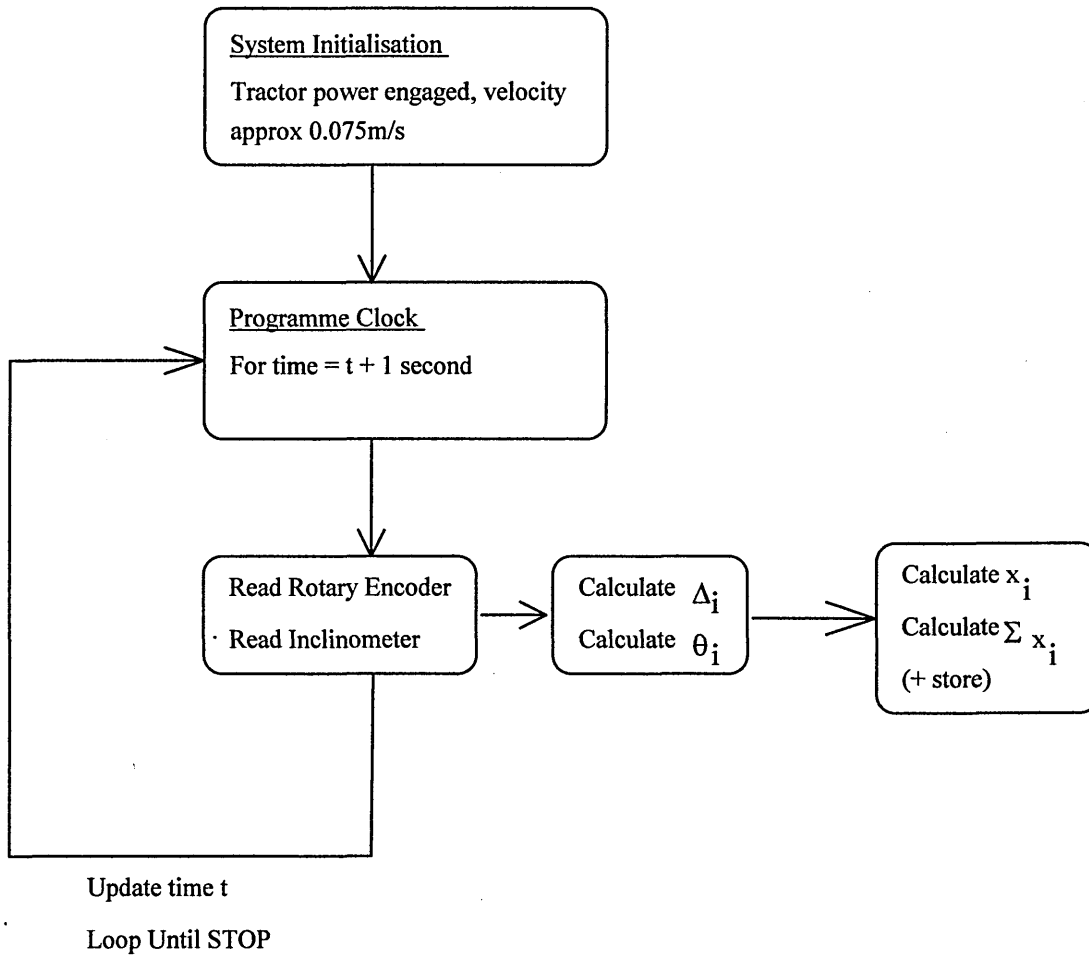 System Initialisation
Tractor power engaged, velocity
approx 0.075m/s
Programme Clock
For time = t + 1 second
Read Rotary Encoder
Read Inclinometer
Calculate Δi
Calculate θi
Calculate xi
Calculate Σ xi
(+ store)
Update time t
Loop Until STOP